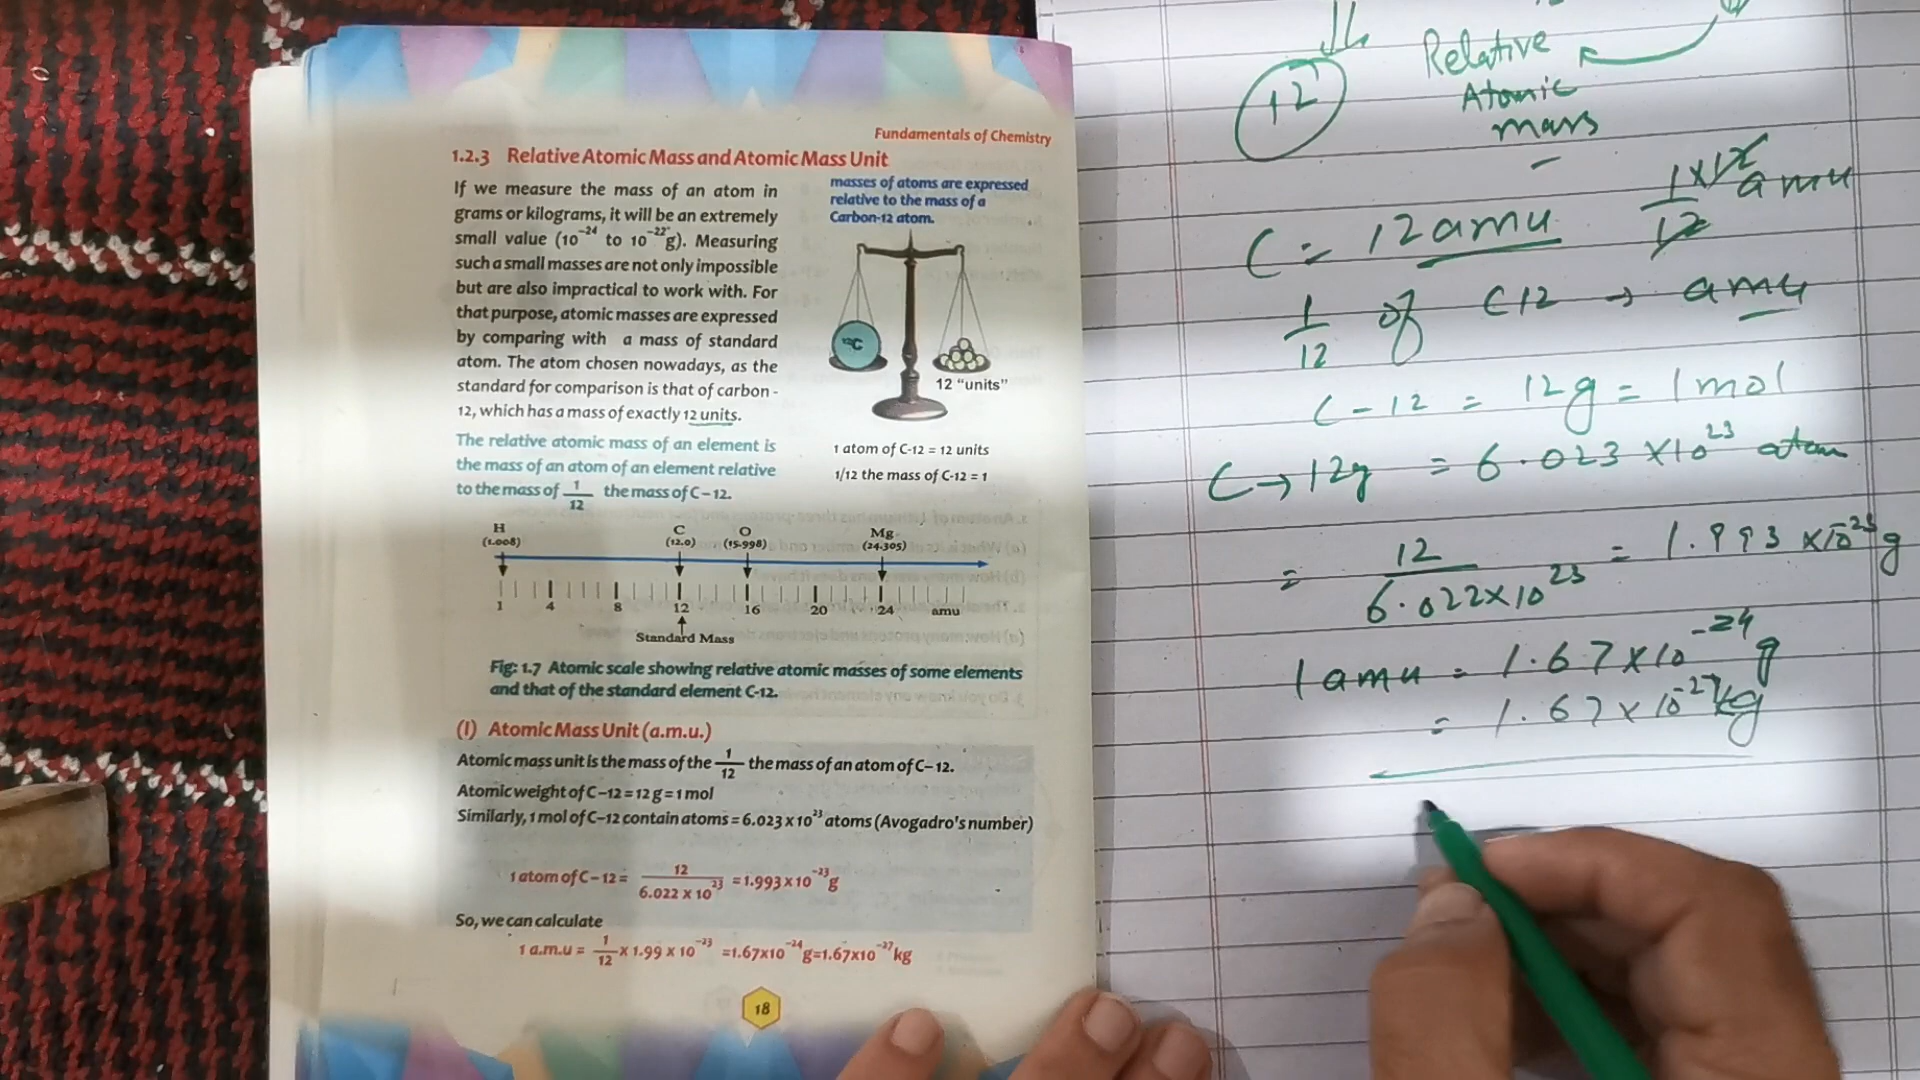 Fundamentals of Chemistry
1.2.3 Relative Atomic Mass and Atomic Mass Unit
If we measure the mass of an atom in
grams or kilograms, it will be an extremely
small value (10⁻²⁴ to 10⁻²²g). Measuring
such a small masses are not only impossible
but are also impractical to work with. For
that purpose, atomic masses are expressed
by comparing with a mass of standard
atom. The atom chosen nowadays, as the
standard for comparison is that of carbon -
12, which has a mass of exactly 12 units.
The relative atomic mass of an element is
the mass of an atom of an element relative
to the mass of 1/12 the mass of C-12.
masses of atoms are expressed
relative to the mass of a
Carbon-12 atom.
¹²C
12 "units"
1 atom of C-12 = 12 units
1/12 the mass of C-12 = 1
H C O Mg
(1.008) (12.0) (15.998) (24.305)
1 4 8 12 16 20 24 amu
Standard Mass
Fig: 1.7 Atomic scale showing relative atomic masses of some elements
and that of the standard element C-12.
(I) Atomic Mass Unit (a.m.u.)
Atomic mass unit is the mass of the 1/12 the mass of an atom of C-12.
Atomic weight of C-12 = 12 g = 1 mol
Similarly, 1 mol of C-12 contain atoms = 6.023 x 10²³ atoms (Avogadro's number)
1 atom of C-12 = 12/6.022 x 10²³ = 1.993 x 10⁻²³ g
So, we can calculate
1 a.m.u = 1/12 x 1.99 x 10⁻²³ = 1.67x10⁻²⁴ g = 1.67x10⁻²⁷ kg
18
12 Relative
Atomic
mass
C = 12 amu 1x12/12 amu
1/12 of C12 → amu
C-12 = 12g = 1 mol
C → 12g = 6.023 x10²³ atom
= 12/6.022x10²³ = 1.993 x10⁻²³ g
1 amu = 1.67x10⁻²⁴ g
= 1.67x10⁻²⁷ kg